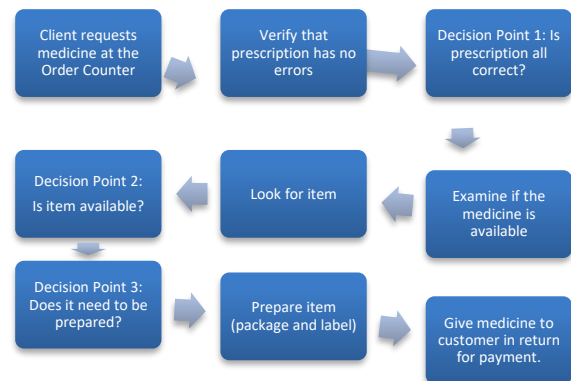 Client requests
medicine at the
Order Counter
Verify that
prescription has no
errors
Decision Point 1: Is
prescription all
correct?
Examine if the
medicine is
available
Look for item
Decision Point 2:
Is item available?
Decision Point 3:
Does it need to be
prepared?
Prepare item
(package and label)
Give medicine to
customer in return
for payment.